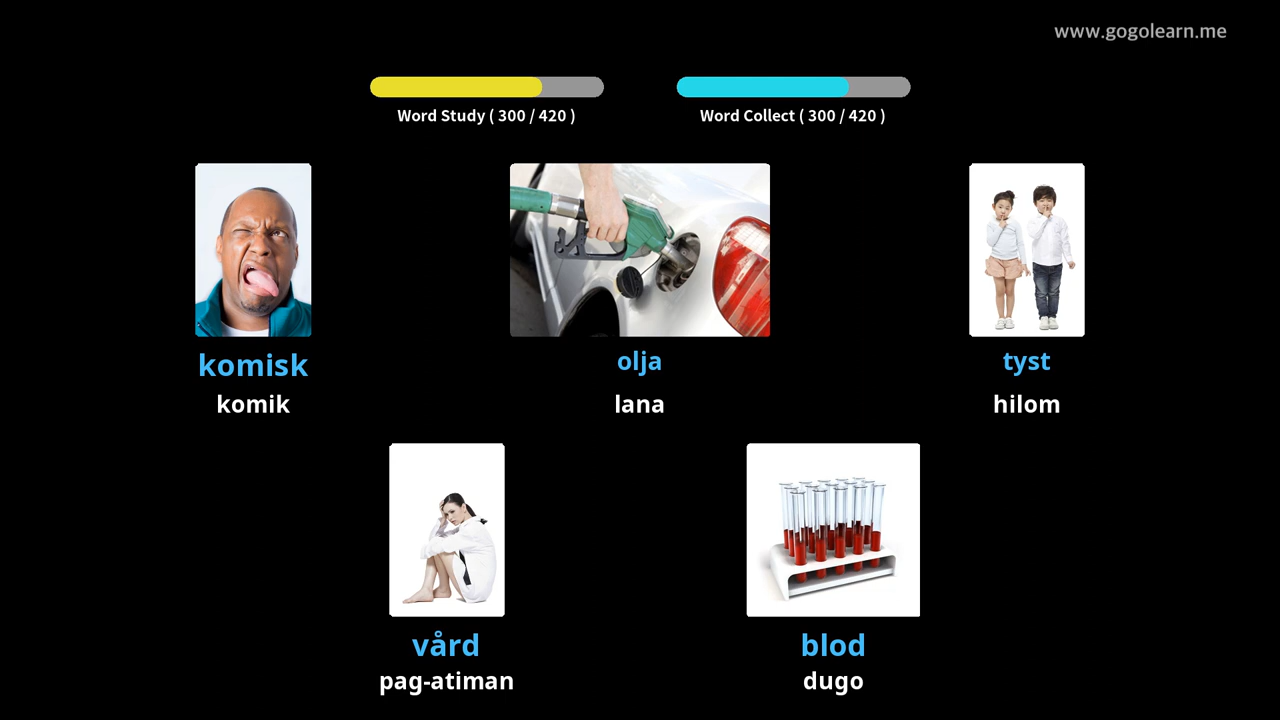 www.gogolearn.me
Word Study ( 300 / 420 )
Word Collect ( 300 / 420 )
komisk
komik
olja
lana
tyst
hilom
vård
pag-atiman
blod
dugo